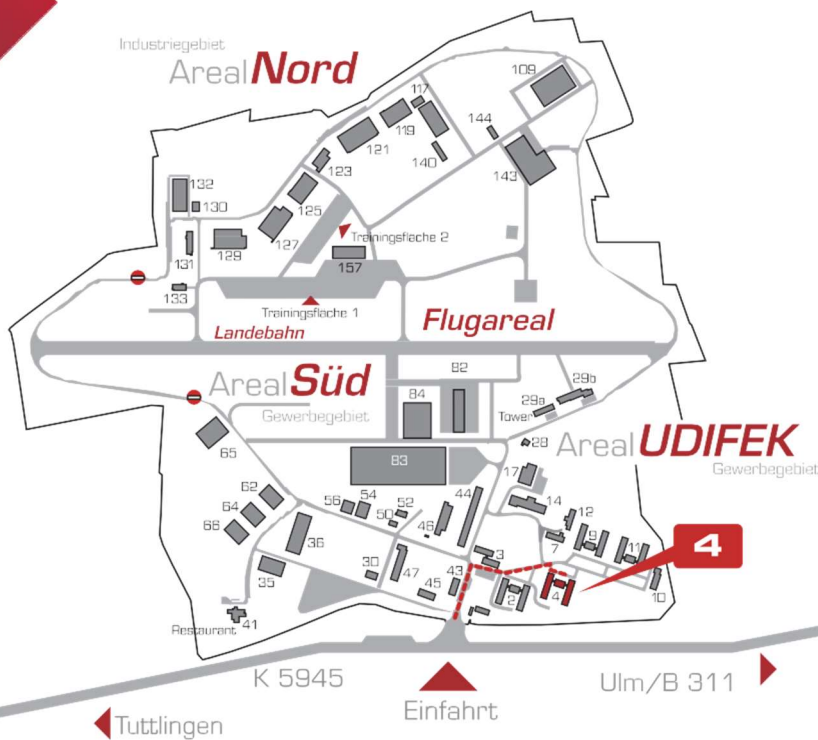 Industriegebiet
Areal Nord
109
117
119
144
121
140
143
123
132
125
130
127
Trainingsfläche 2
129
131
157
133
Trainingsfläche 1
Landebahn
Flugareal
82
Areal Süd
84
29b
29a
Gewerbegebiet
Tower
28
Areal UDIFEK
Gewerbegebiet
65
83
17
62
56
54
52
44
14
64
50
12
66
46
9
36
7
11
3
4
35
30
47
43
45
2
4
10
Restaurant
41
K 5945
Ulm/B 311
Einfahrt
Tuttlingen